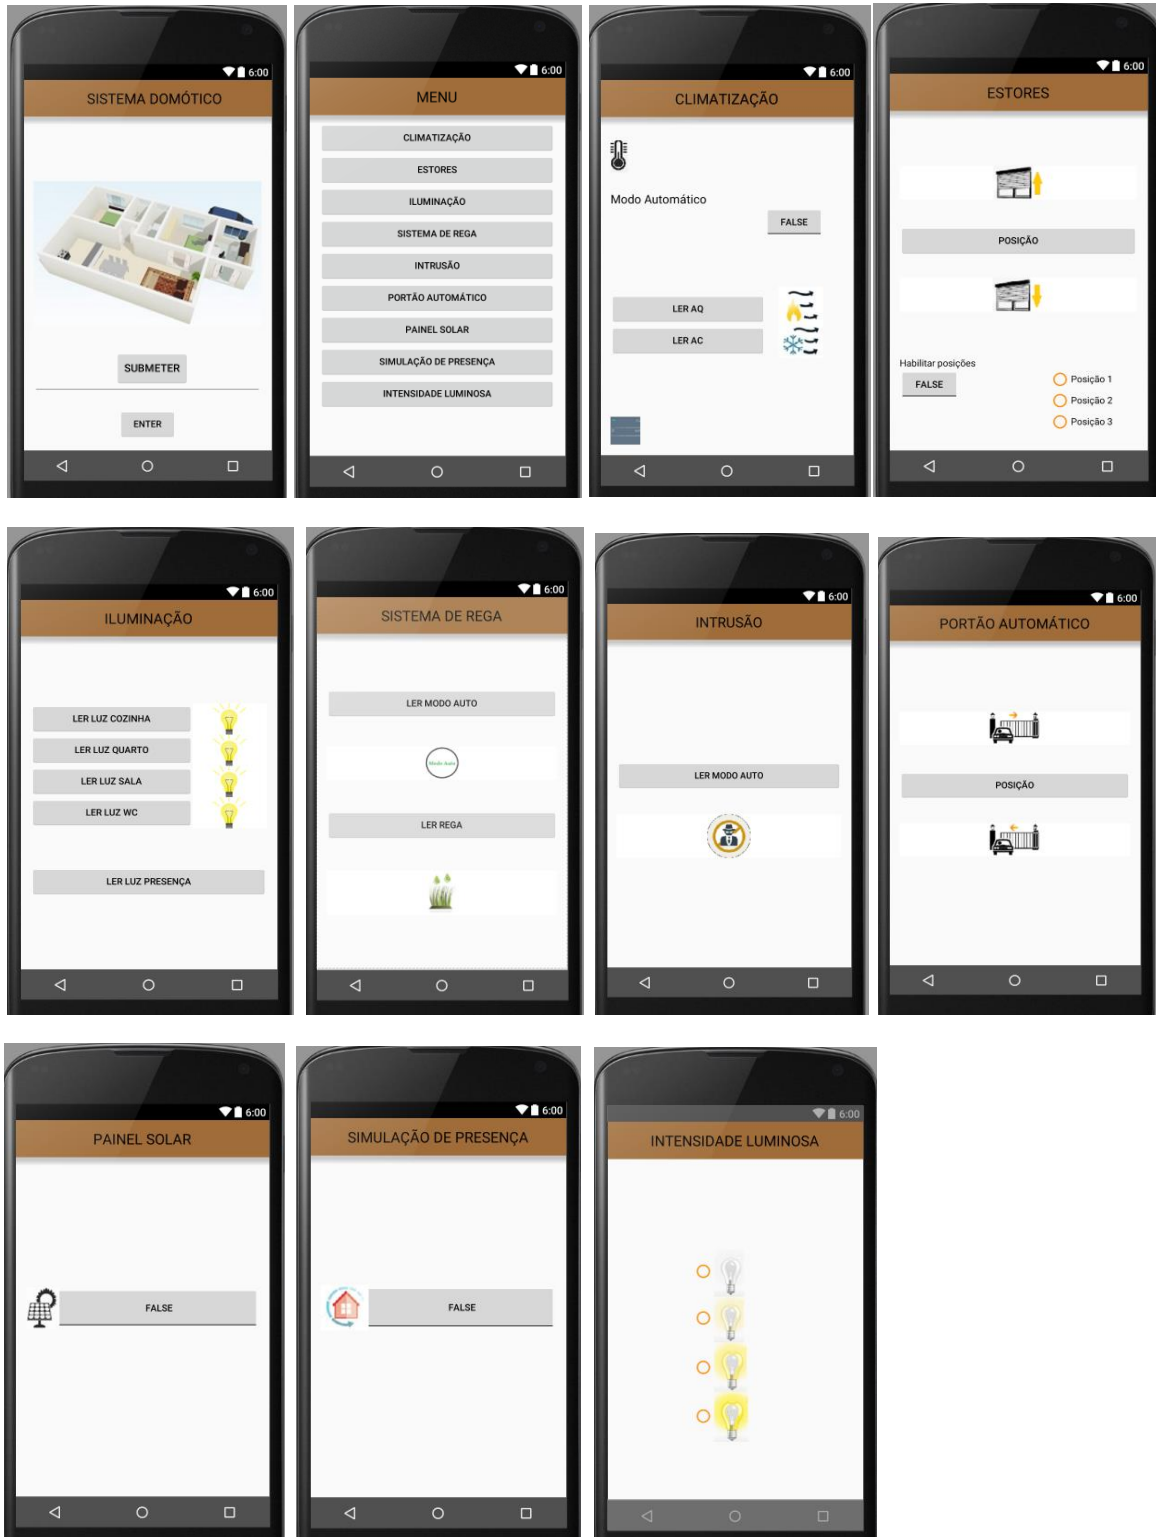 6:00
SISTEMA DOMÓTICO
SUBMETER
ENTER
6:00
MENU
CLIMATIZAÇÃO
ESTORES
ILUMINAÇÃO
SISTEMA DE REGA
INTRUSÃO
PORTÃO AUTOMÁTICO
PAINEL SOLAR
SIMULAÇÃO DE PRESENÇA
INTENSIDADE LUMINOSA
6:00
CLIMATIZAÇÃO
Modo Automático
FALSE
LER AQ
LER AC
6:00
ESTORES
POSIÇÃO
Habilitar posições
FALSE
Posição 1
Posição 2
Posição 3
6:00
ILUMINAÇÃO
LER LUZ COZINHA
LER LUZ QUARTO
LER LUZ SALA
LER LUZ WC
LER LUZ PRESENÇA
6:00
SISTEMA DE REGA
LER MODO AUTO
Modo Auto
LER REGA
6:00
INTRUSÃO
LER MODO AUTO
6:00
PORTÃO AUTOMÁTICO
POSIÇÃO
6:00
PAINEL SOLAR
FALSE
6:00
SIMULAÇÃO DE PRESENÇA
FALSE
6:00
INTENSIDADE LUMINOSA